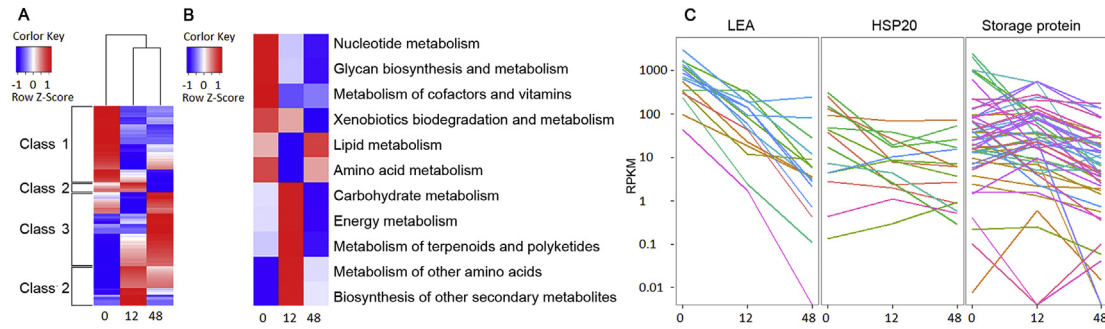 A
Corlor Key
-1 0 1
Row Z-Score
Class 1
Class 2
Class 3
Class 2
0 12 48
B
Corlor Key
-1 0 1
Row Z-Score
Nucleotide metabolism
Glycan biosynthesis and metabolism
Metabolism of cofactors and vitamins
Xenobiotics biodegradation and metabolism
Lipid metabolism
Amino acid metabolism
Carbohydrate metabolism
Energy metabolism
Metabolism of terpenoids and polyketides
Metabolism of other amino acids
Biosynthesis of other secondary metabolites
0 12 48
C
LEA HSP20 Storage protein
RPKM
1000
100
10
1
0.1
0.01
0 12 48 0 12 48 0 12 48